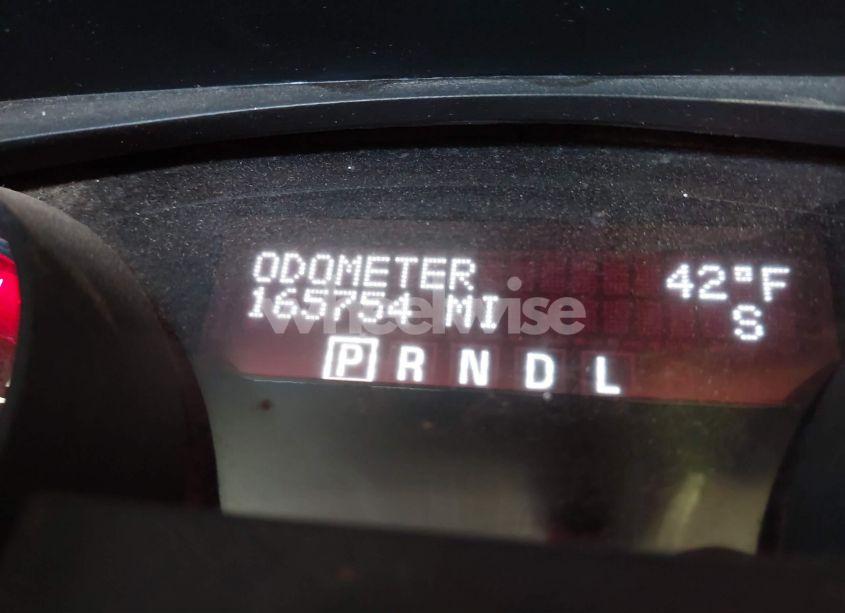 ODOMETER 42°F
165754 MI S
wheelwise
P R N D L